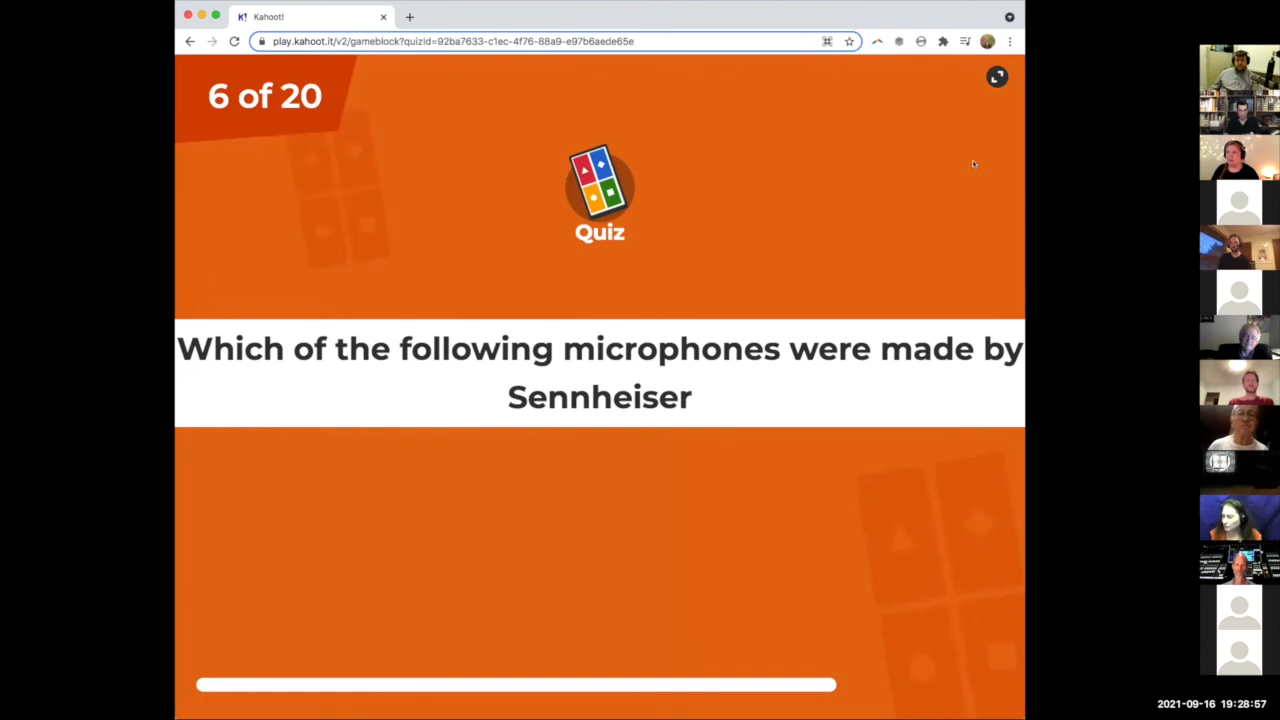 K! Kahoot!
play.kahoot.it/v2/gameblock?quizId=92ba7633-c1ec-4f76-88a9-e97b6aede65e
6 of 20
Quiz
Which of the following microphones were made by
Sennheiser
2021-09-16 19:28:57